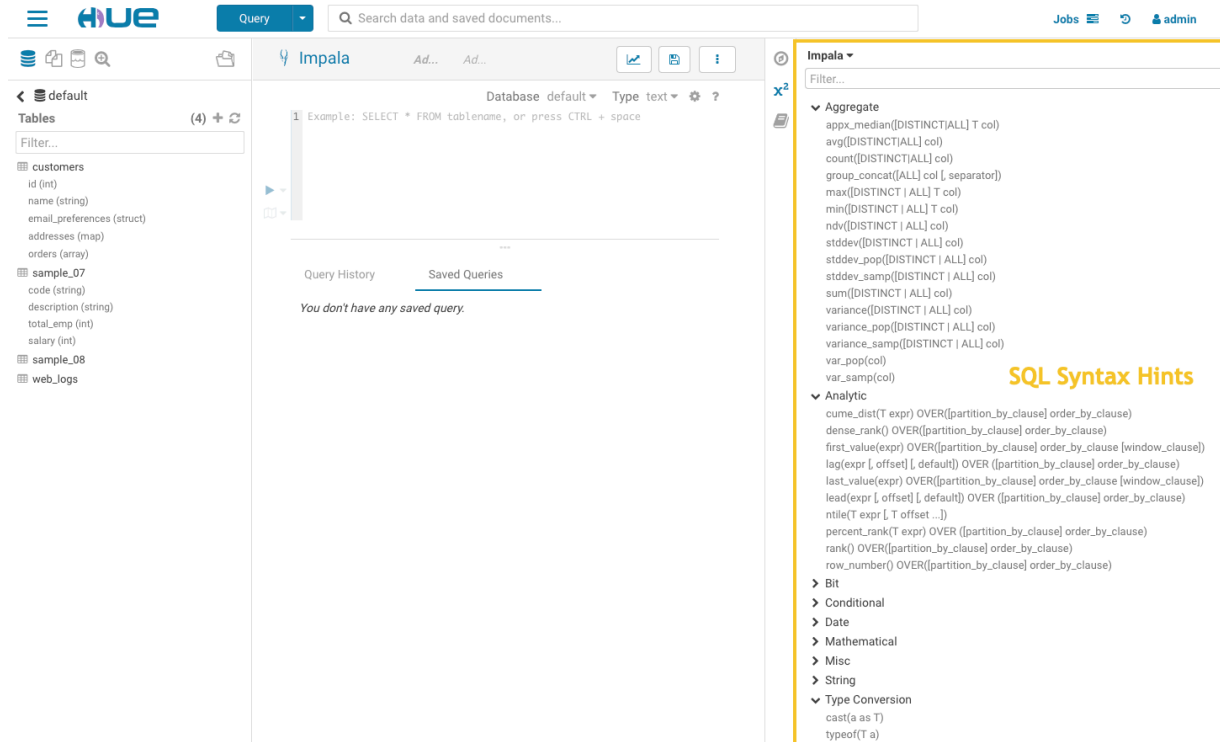 HUE
Query
Search data and saved documents...
Jobs
admin
default
Tables (4)
Filter...
customers
id (int)
name (string)
email_preferences (struct)
addresses (map)
orders (array)
sample_07
code (string)
description (string)
total_emp (int)
salary (int)
sample_08
web_logs
Impala Ad... Ad...
Database default Type text ?
1 Example: SELECT * FROM tablename, or press CTRL + space
Query History Saved Queries
You don't have any saved query.
x²
Impala
Filter...
Aggregate
appx_median([DISTINCT|ALL] T col)
avg([DISTINCT|ALL] col)
count([DISTINCT|ALL] col)
group_concat([ALL] col [, separator])
max([DISTINCT | ALL] T col)
min([DISTINCT | ALL] T col)
ndv([DISTINCT | ALL] col)
stddev([DISTINCT | ALL] col)
stddev_pop([DISTINCT | ALL] col)
stddev_samp([DISTINCT | ALL] col)
sum([DISTINCT | ALL] col)
variance([DISTINCT | ALL] col)
variance_pop([DISTINCT | ALL] col)
variance_samp([DISTINCT | ALL] col)
var_pop(col)
var_samp(col)
SQL Syntax Hints
Analytic
cume_dist(T expr) OVER([partition_by_clause] order_by_clause)
dense_rank() OVER([partition_by_clause] order_by_clause)
first_value(expr) OVER([partition_by_clause] order_by_clause [window_clause])
lag(expr [, offset] [, default]) OVER ([partition_by_clause] order_by_clause)
last_value(expr) OVER([partition_by_clause] order_by_clause [window_clause])
lead(expr [, offset] [, default]) OVER ([partition_by_clause] order_by_clause)
ntile(T expr [, T offset ...])
percent_rank(T expr) OVER ([partition_by_clause] order_by_clause)
rank() OVER([partition_by_clause] order_by_clause)
row_number() OVER([partition_by_clause] order_by_clause)
Bit
Conditional
Date
Mathematical
Misc
String
Type Conversion
cast(a as T)
typeof(T a)